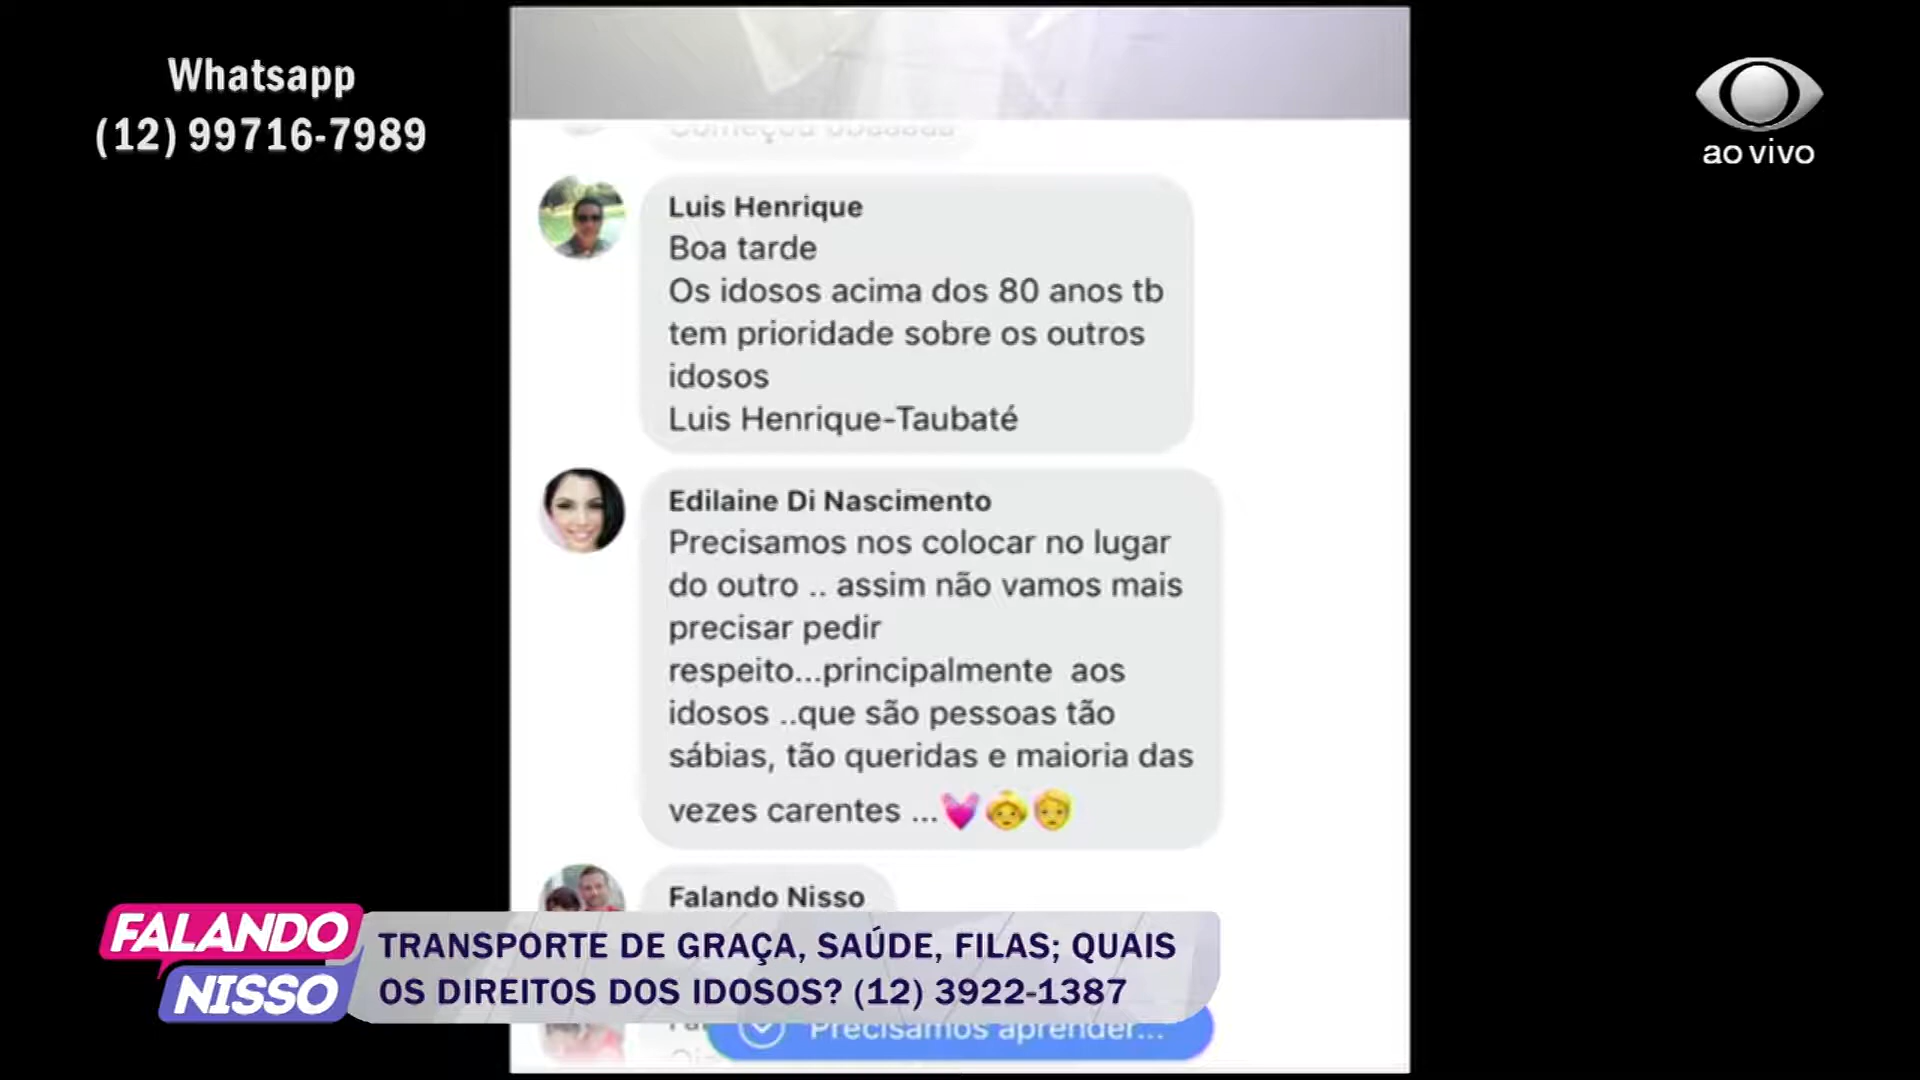 Whatsapp
(12) 99716-7989
ao vivo
Luis Henrique
Boa tarde
Os idosos acima dos 80 anos tb
tem prioridade sobre os outros
idosos
Luis Henrique-Taubaté
Edilaine Di Nascimento
Precisamos nos colocar no lugar
do outro .. assim não vamos mais
precisar pedir
respeito...principalmente  aos
idosos ..que são pessoas tão
sábias, tão queridas e maioria das
vezes carentes ...💓👵👴
Falando Nisso
FALANDO
NISSO
TRANSPORTE DE GRAÇA, SAÚDE, FILAS; QUAIS
OS DIREITOS DOS IDOSOS? (12) 3922-1387
Precisamos aprender...